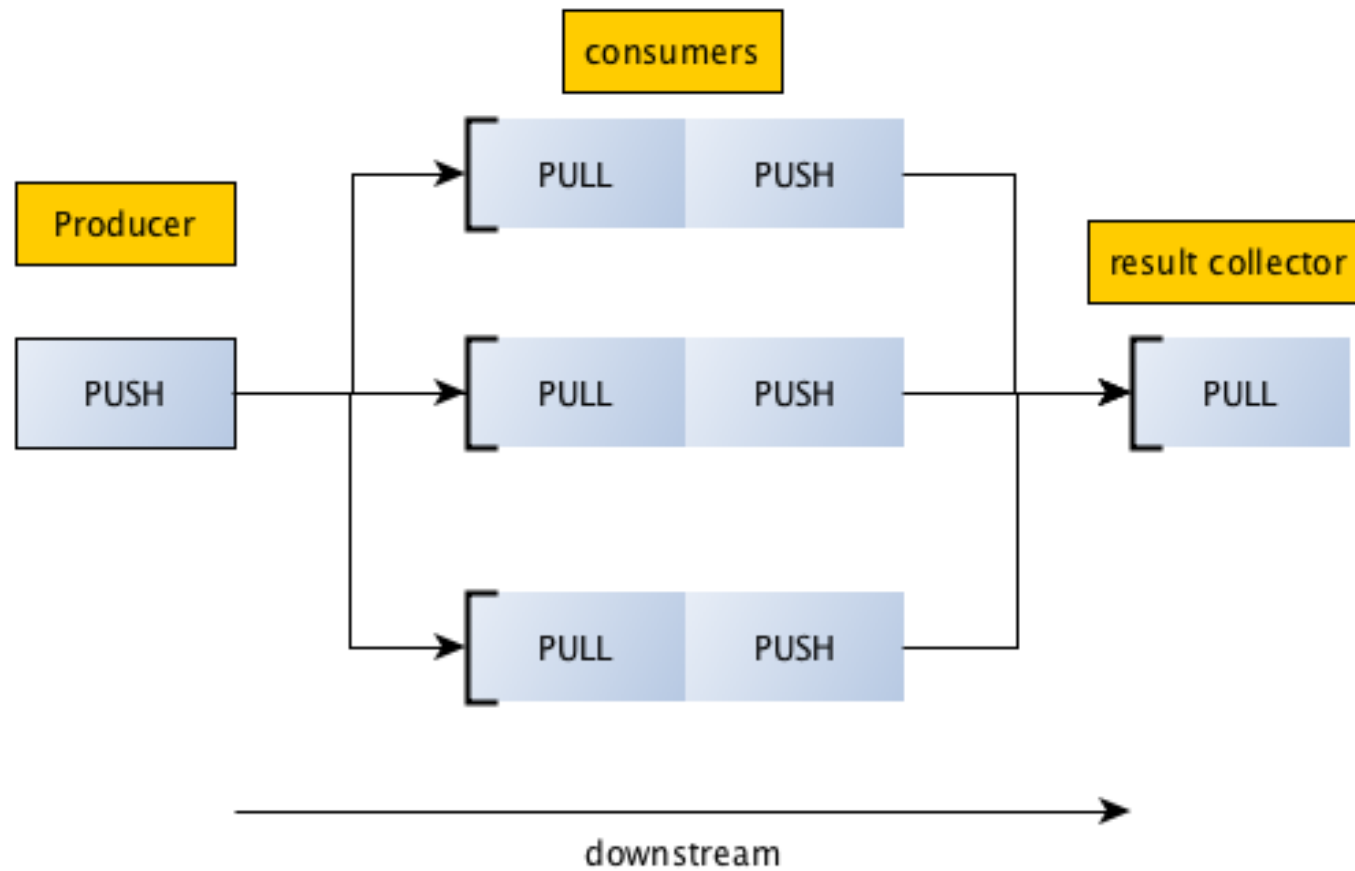 consumers
PULL PUSH
Producer
result collector
PUSH
PULL PUSH
PULL
PULL PUSH
downstream